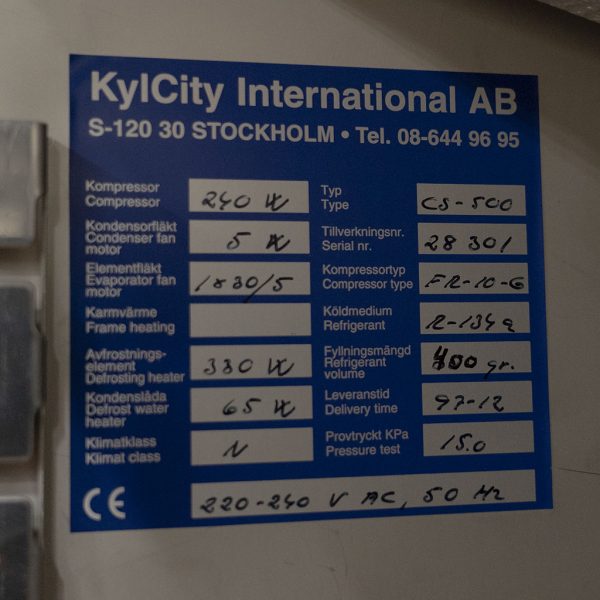 KylCity International AB
S-120 30 STOCKHOLM • Tel. 08-644 96 95
Kompressor
Compressor
240 W
Typ
Type
CS-500
Kondensorfläkt
Condenser fan
motor
5 W
Tillverkningsnr.
Serial nr.
28301
Elementfläkt
Evaporator fan
motor
1x30/5
Kompressortyp
Compressor type
FR-10-G
Karmvärme
Frame heating
Köldmedium
Refrigerant
R-134a
Avfrostnings-
element
Defrosting heater
330 W
Fyllningsmängd
Refrigerant
volume
400 gr.
Kondenslåda
Defrost water
heater
65 W
Leveranstid
Delivery time
97-12
Klimatklass
Klimat class
N
Provtryckt KPa
Pressure test
15.0
CE
220-240 V AC, 50 Hz